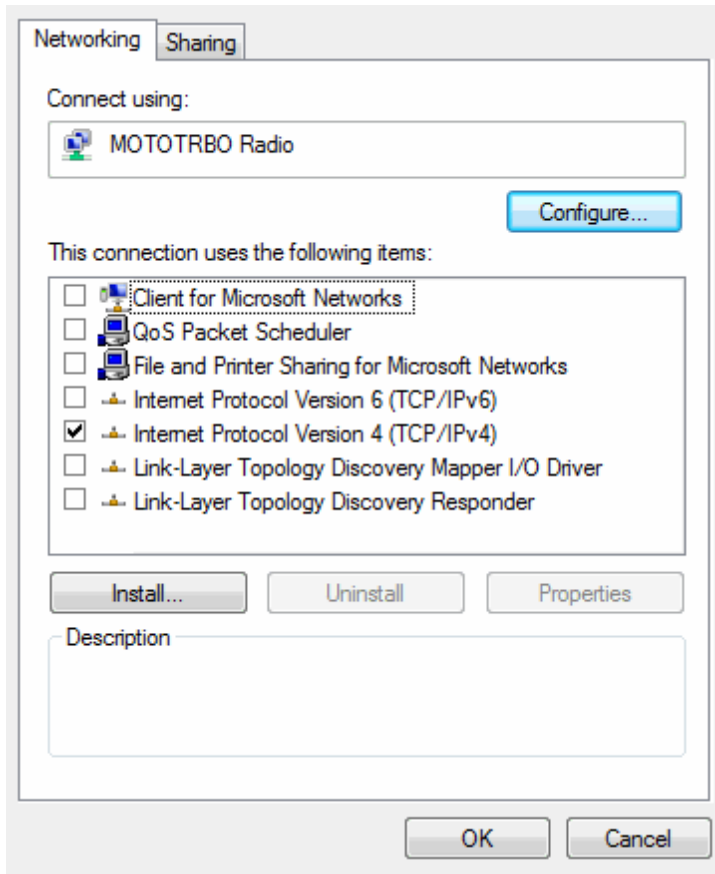 Networking Sharing
Connect using:
MOTOTRBO Radio
Configure...
This connection uses the following items:
Client for Microsoft Networks
QoS Packet Scheduler
File and Printer Sharing for Microsoft Networks
Internet Protocol Version 6 (TCP/IPv6)
Internet Protocol Version 4 (TCP/IPv4)
Link-Layer Topology Discovery Mapper I/O Driver
Link-Layer Topology Discovery Responder
Install... Uninstall Properties
Description
OK Cancel